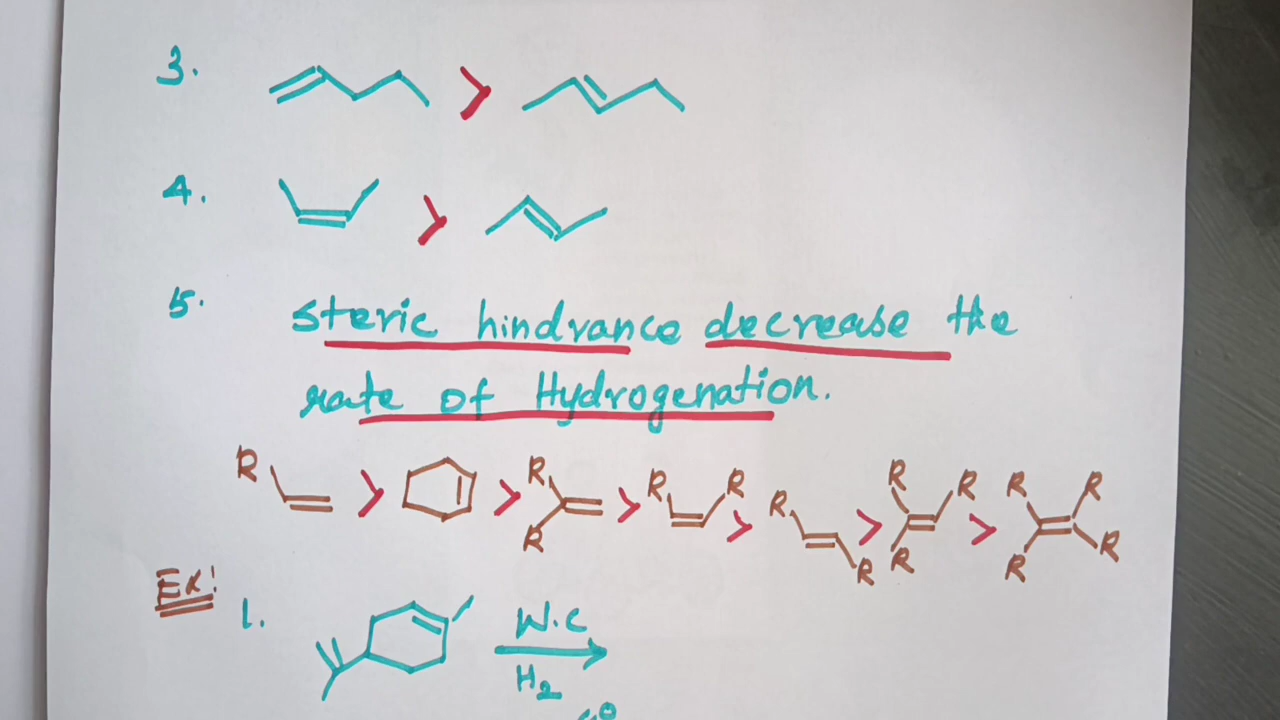 3. >
4. >
5. Steric hindrance decrease the
rate of Hydrogenation.
R > > R R > R R > R R > R R R > R R R R
Ex!
1. W.C
H2